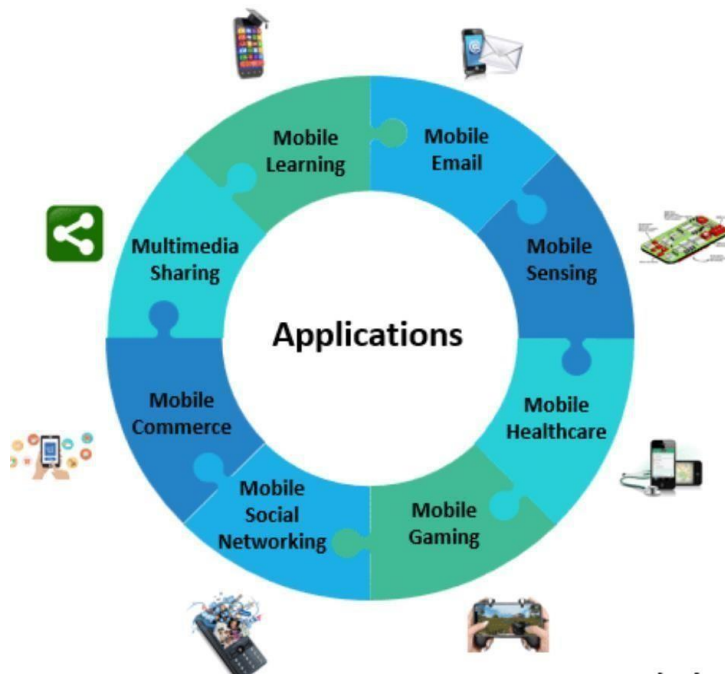 Mobile
Learning
Mobile
Email
Mobile
Sensing
Mobile
Healthcare
Mobile
Gaming
Mobile
Social
Networking
Mobile
Commerce
Multimedia
Sharing
Applications